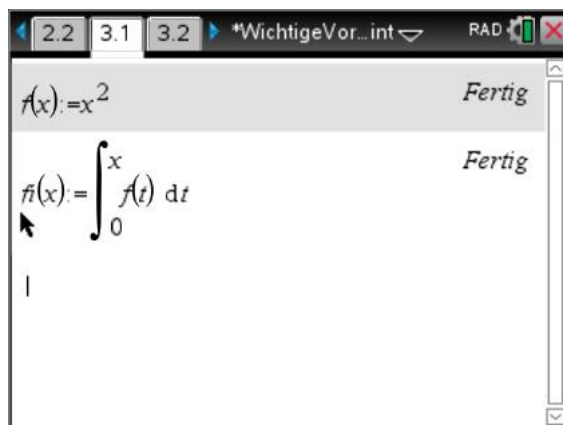 2.2 3.1 3.2 *WichtigeVor…int RAD
f(x):=x² Fertig
fi(x):=∫₀ˣ f(t) dt Fertig